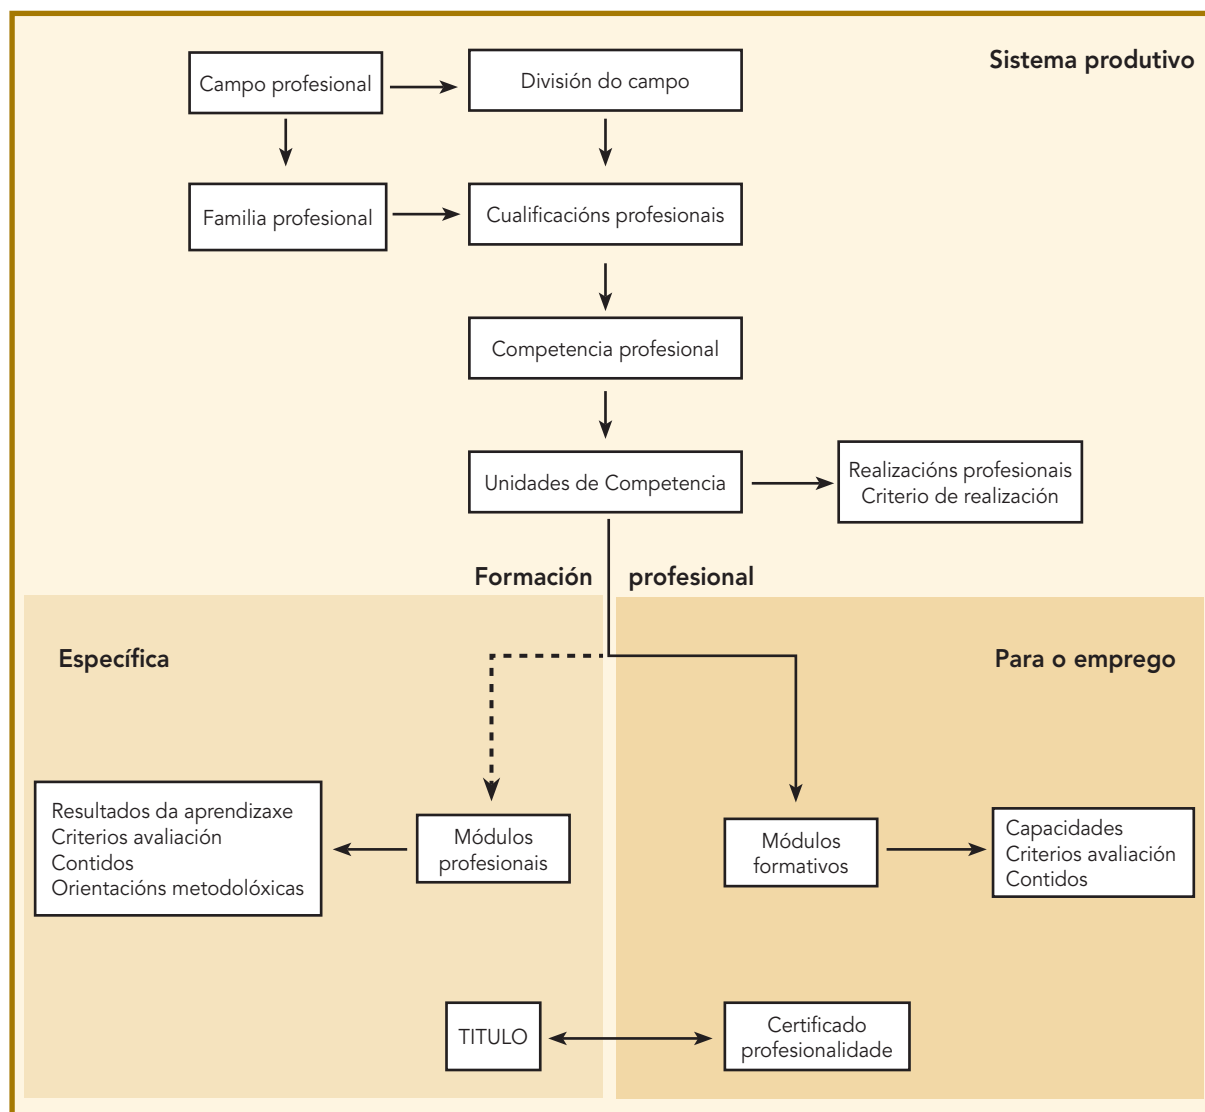 Sistema produtivo
Campo profesional
División do campo
Familia profesional
Cualificacións profesionais
Competencia profesional
Unidades de Competencia
Realizacións profesionais
Criterio de realización
Formación profesional
Específica
Para o emprego
Resultados da aprendizaxe
Criterios avaliación
Contidos
Orientacións metodolóxicas
Módulos
profesionais
Módulos
formativos
Capacidades
Criterios avaliación
Contidos
TITULO
Certificado
profesionalidade